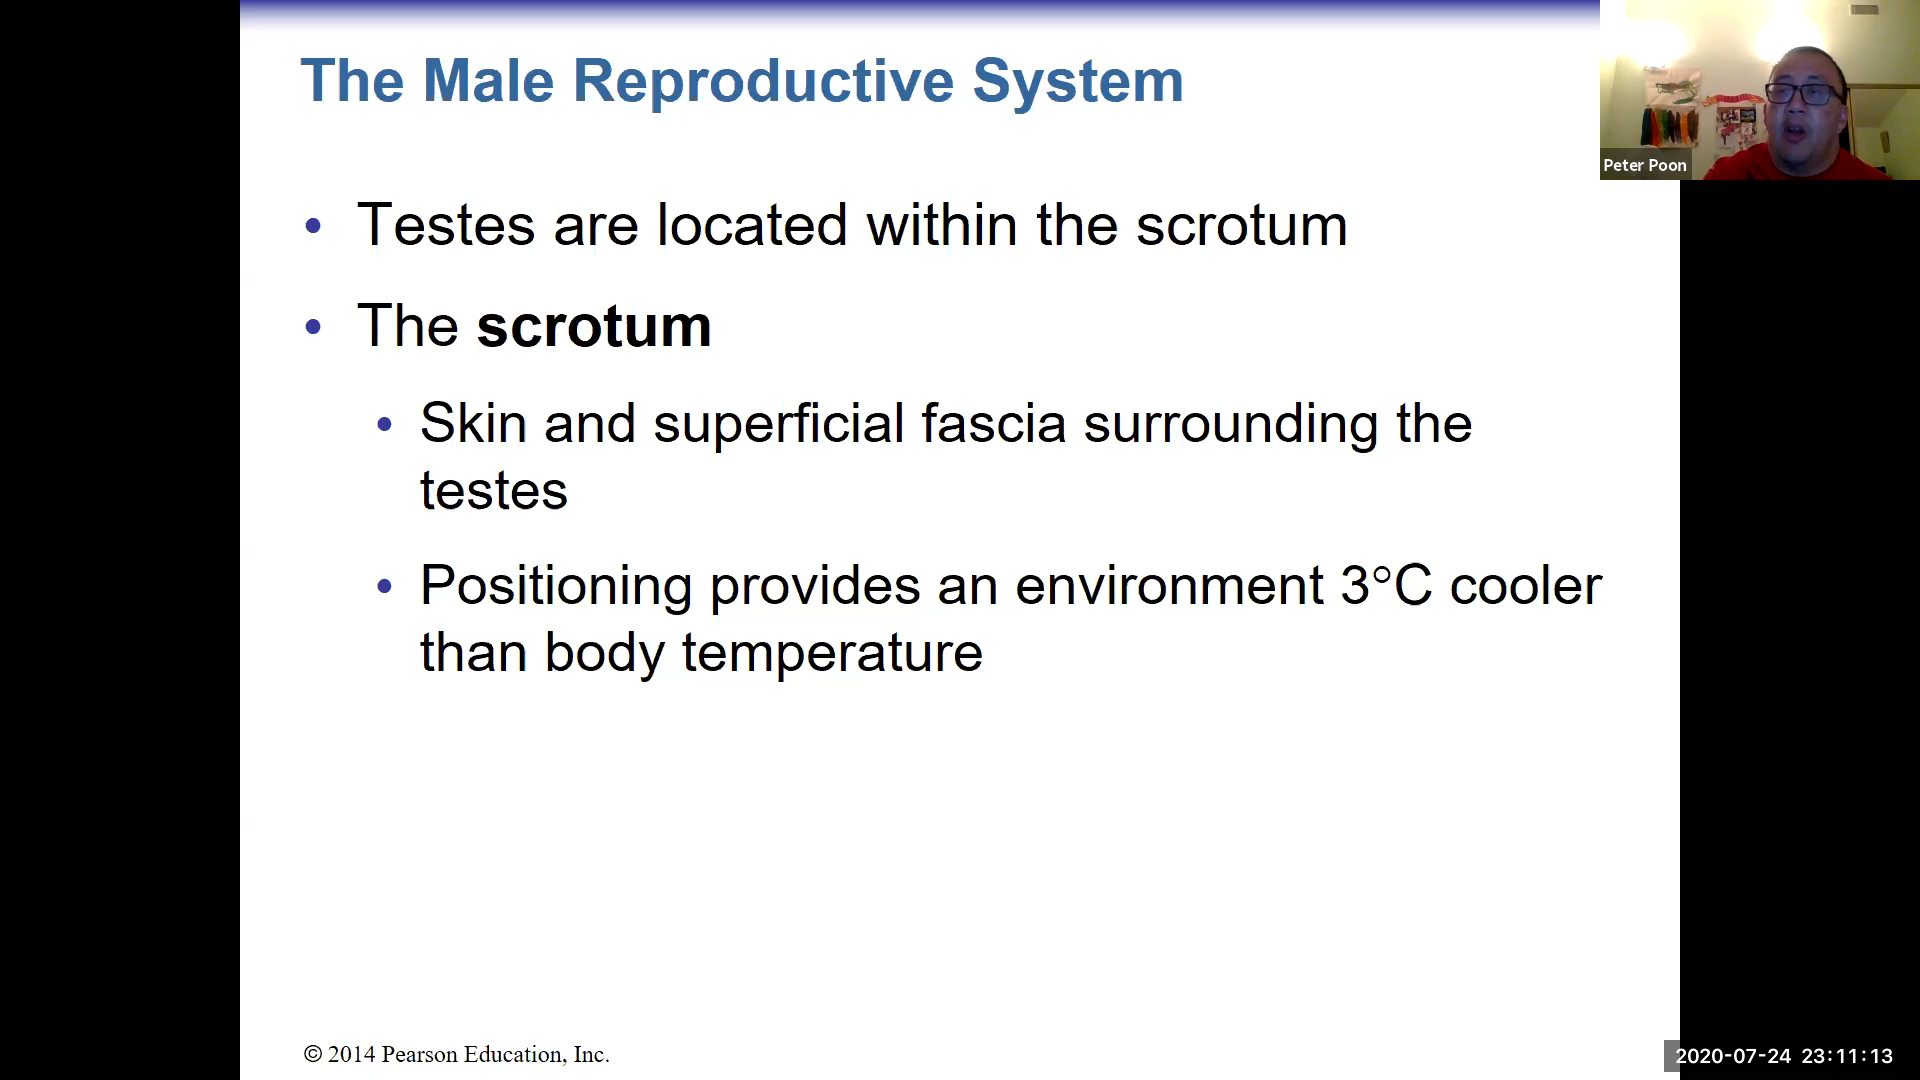 The Male Reproductive System
Peter Poon
• Testes are located within the scrotum
• The scrotum
• Skin and superficial fascia surrounding the
testes
• Positioning provides an environment 3°C cooler
than body temperature
© 2014 Pearson Education, Inc.
2020-07-24 23:11:13